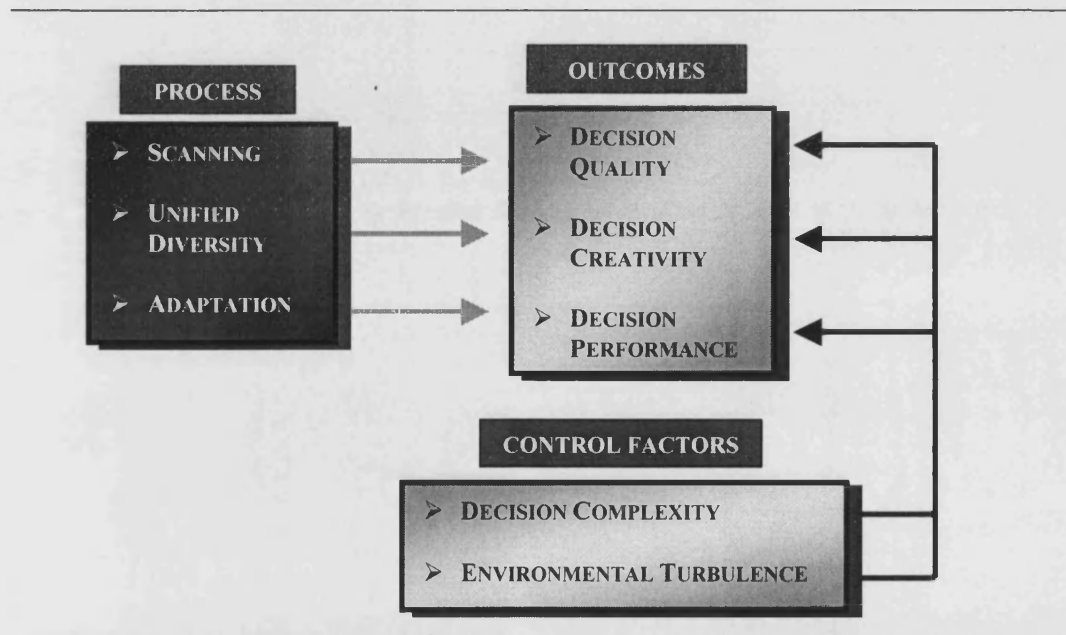 PROCESS
➢ SCANNING
➢ UNIFIED
DIVERSITY
➢ ADAPTATION
OUTCOMES
➢ DECISION
QUALITY
➢ DECISION
CREATIVITY
➢ DECISION
PERFORMANCE
CONTROL FACTORS
➢ DECISION COMPLEXITY
➢ ENVIRONMENTAL TURBULENCE